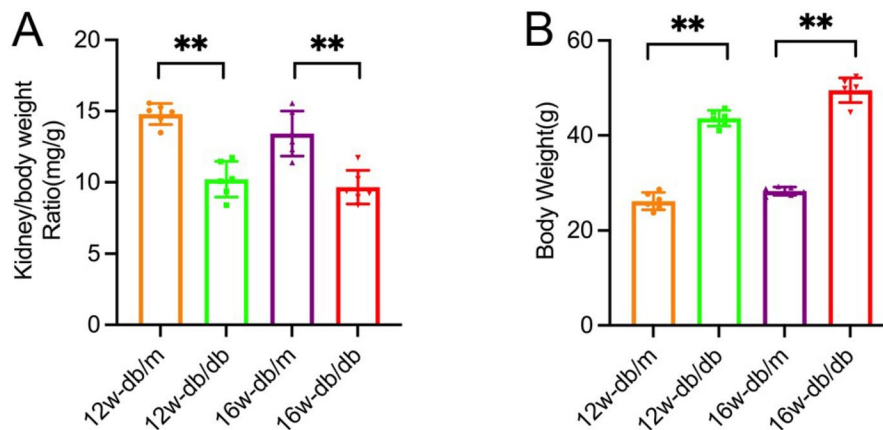 A
Kidney/body weight
Ratio(mg/g)
20
15
10
5
0
**
**
12w-db/m
12w-db/db
16w-db/m
16w-db/db
B
Body Weight(g)
60
40
20
0
**
**
12w-db/m
12w-db/db
16w-db/m
16w-db/db